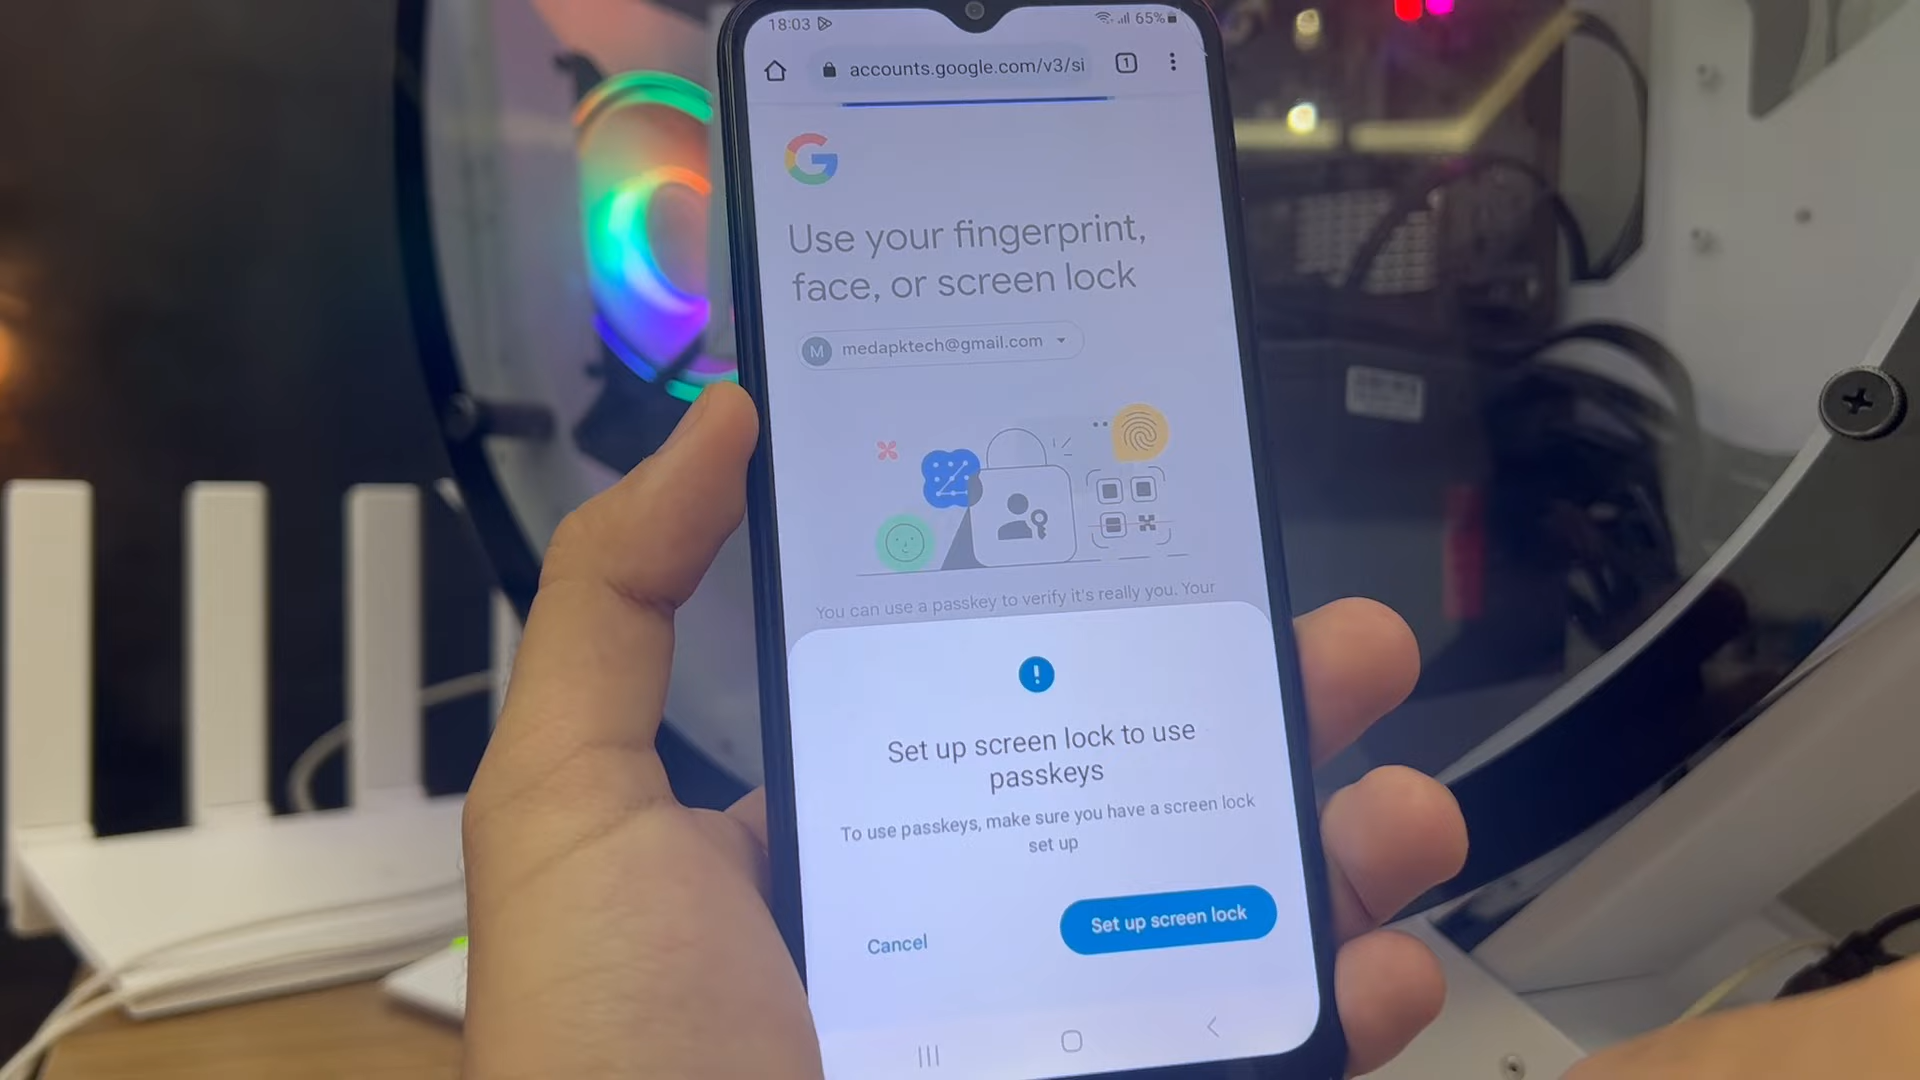 18:03
65%
accounts.google.com/v3/si
1
G
Use your fingerprint,
face, or screen lock
M
medapktech@gmail.com
You can use a passkey to verify it's really you. Your
Set up screen lock to use
passkeys
To use passkeys, make sure you have a screen lock
set up
Cancel
Set up screen lock